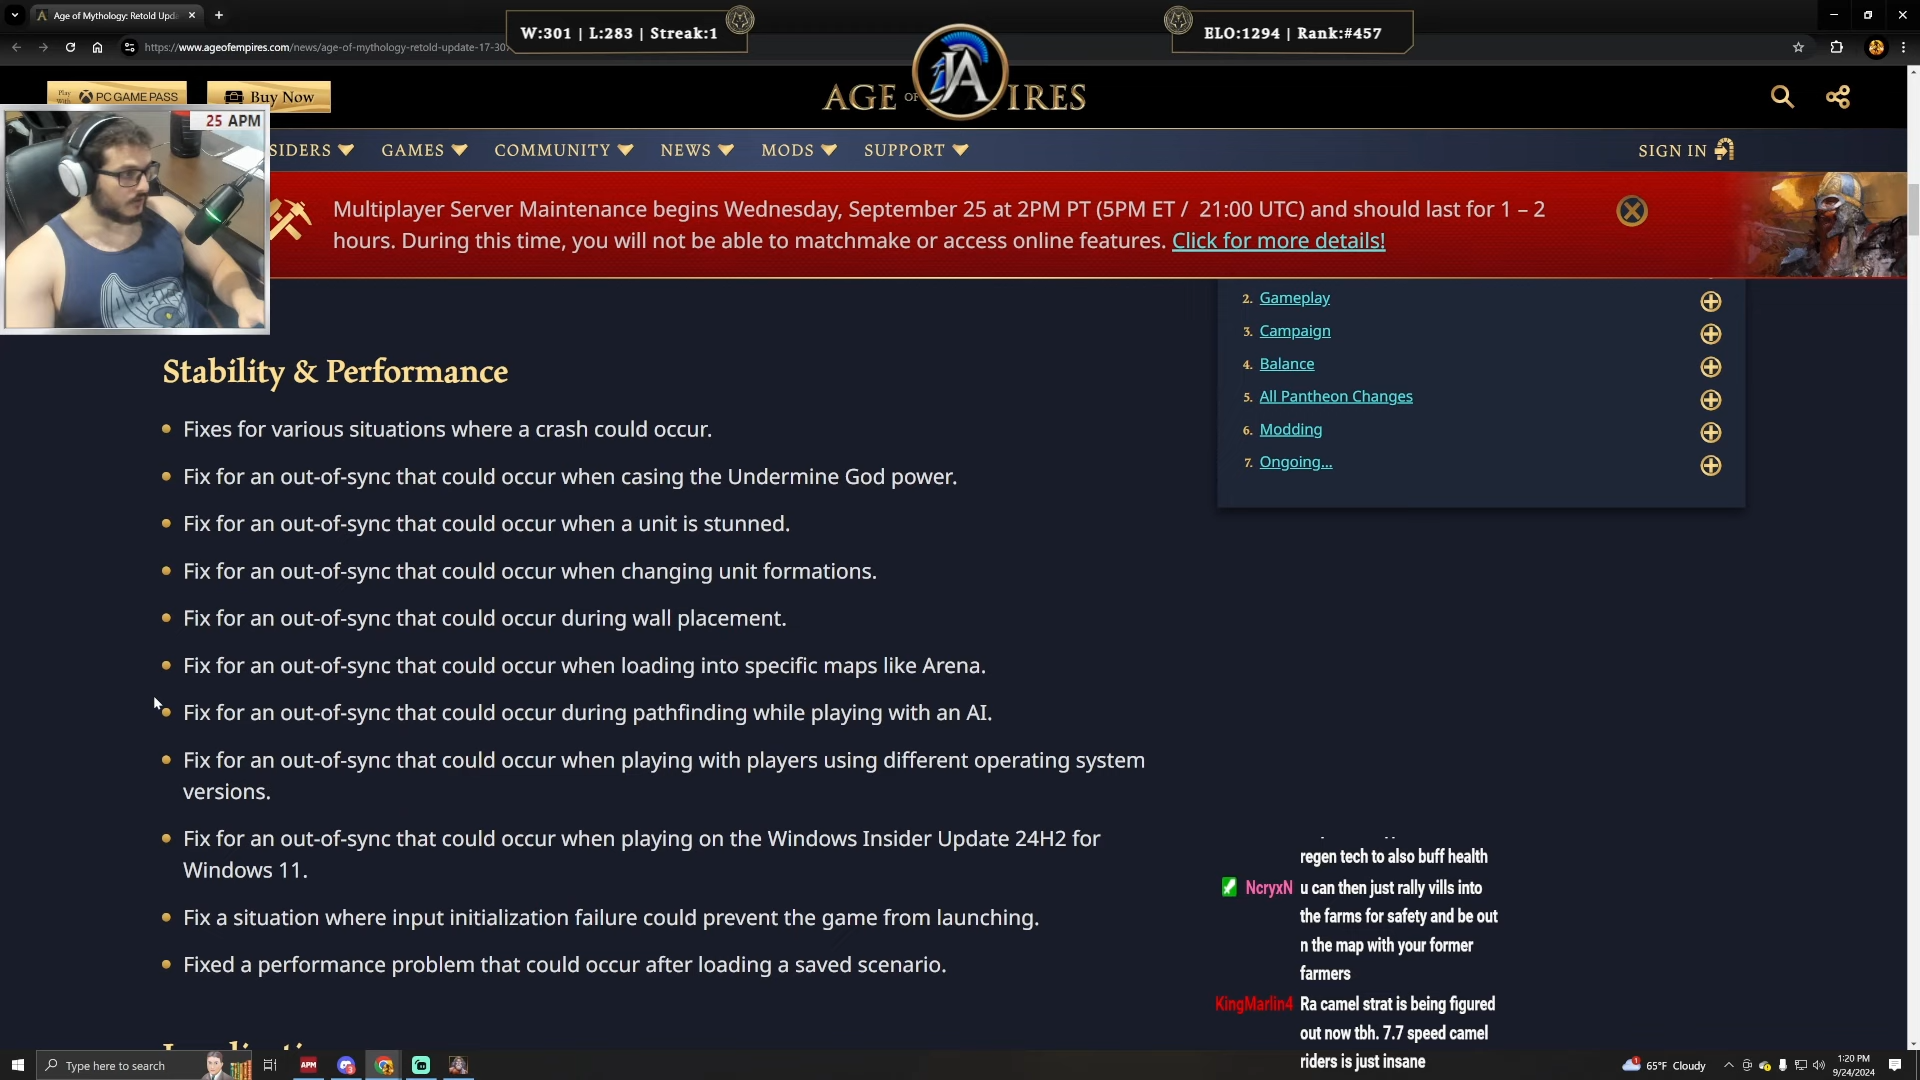 Age of Mythology: Retold Upd
https://www.ageofempires.com/news/age-of-mythology-retold-update-17-30
W:301 | L:283 | Streak:1
ELO:1294 | Rank:#457
Play
PC GAME PASS
Buy Now
AGE OF
IRES
25 APM
SIDERS
GAMES
COMMUNITY
NEWS
MODS
SUPPORT
SIGN IN
Multiplayer Server Maintenance begins Wednesday, September 25 at 2PM PT (5PM ET / 21:00 UTC) and should last for 1 – 2
hours. During this time, you will not be able to matchmake or access online features. Click for more details!
2. Gameplay
3. Campaign
4. Balance
5. All Pantheon Changes
6. Modding
7. Ongoing...
Stability & Performance
Fixes for various situations where a crash could occur.
Fix for an out-of-sync that could occur when casing the Undermine God power.
Fix for an out-of-sync that could occur when a unit is stunned.
Fix for an out-of-sync that could occur when changing unit formations.
Fix for an out-of-sync that could occur during wall placement.
Fix for an out-of-sync that could occur when loading into specific maps like Arena.
Fix for an out-of-sync that could occur during pathfinding while playing with an AI.
Fix for an out-of-sync that could occur when playing with players using different operating system
versions.
Fix for an out-of-sync that could occur when playing on the Windows Insider Update 24H2 for
Windows 11.
Fix a situation where input initialization failure could prevent the game from launching.
Fixed a performance problem that could occur after loading a saved scenario.
regen tech to also buff health
NcryxN u can then just rally vills into
the farms for safety and be out
n the map with your former
farmers
KingMarlin4 Ra camel strat is being figured
out now tbh. 7.7 speed camel
riders is just insane
Type here to search
APM
65°F Cloudy
1:20 PM
9/24/2024